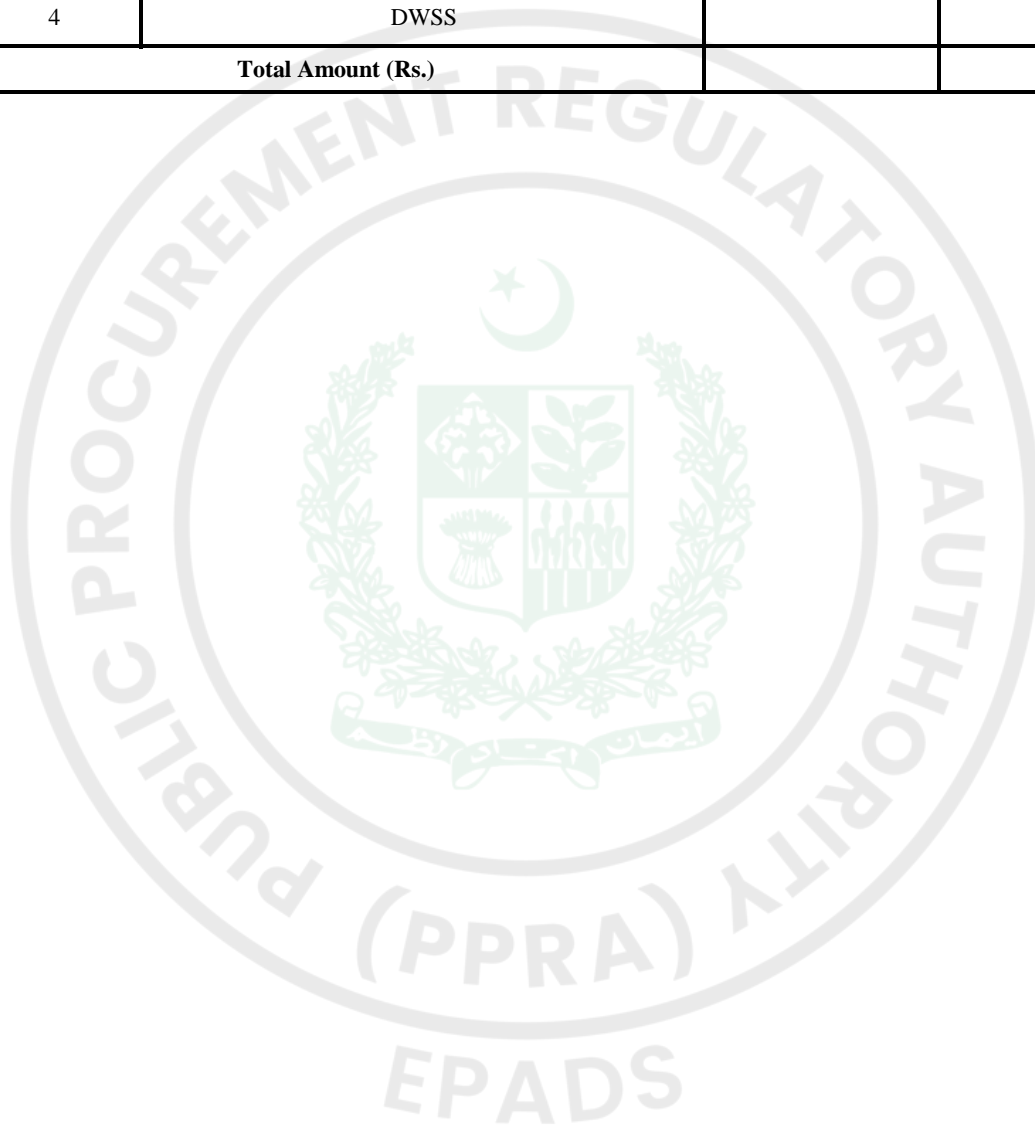 4 DWSS
Total Amount (Rs.)
PUBLIC PROCUREMENT REGULATORY AUTHORITY
(PPRA)
EPADS